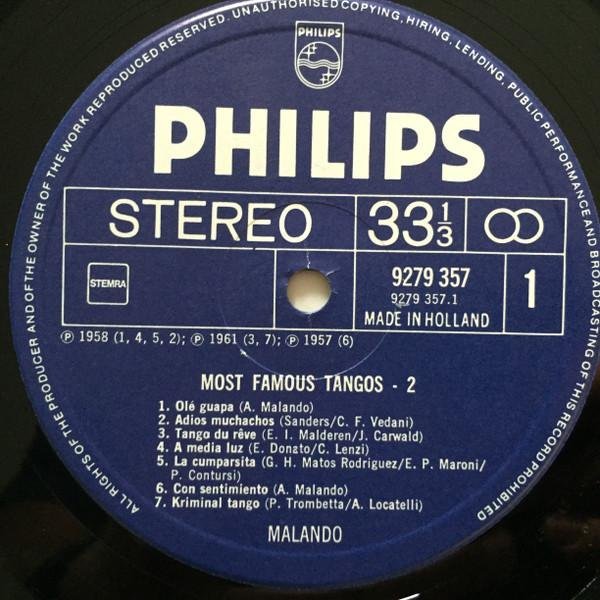 ALL RIGHTS OF THE PRODUCER AND OF THE OWNER OF THE WORK REPRODUCED RESERVED. UNAUTHORISED COPYING, HIRING, LENDING, PUBLIC PERFORMANCE AND BROADCASTING OF THIS RECORD PROHIBITED
PHILIPS
PHILIPS
STEREO 33 1/3
STEMRA
9279 357
9279 357.1
MADE IN HOLLAND
1
℗ 1958 (1, 4, 5, 2); ℗ 1961 (3, 7); ℗ 1957 (6)
MOST FAMOUS TANGOS - 2
1. Olé guapa (A. Malando)
2. Adios muchachos (Sanders/C. F. Vedani)
3. Tango du rêve (E. I. Malderen/J. Carwald)
4. A media luz (E. Donato/C. Lenzi)
5. La cumparsita (G. H. Matos Rodriguez/E. P. Maroni/
P. Contursi)
6. Con sentimiento (A. Malando)
7. Kriminal tango (P. Trombetta/A. Locatelli)
MALANDO